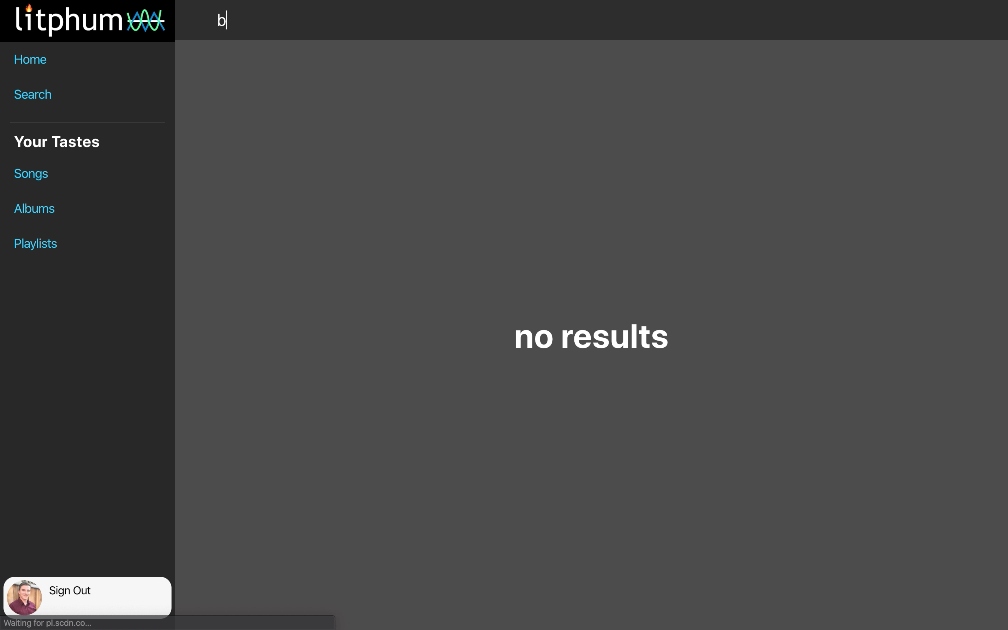 litphum
b
Home
Search
Your Tastes
Songs
Albums
Playlists
no results
Sign Out
Waiting for pl.scdn.co...